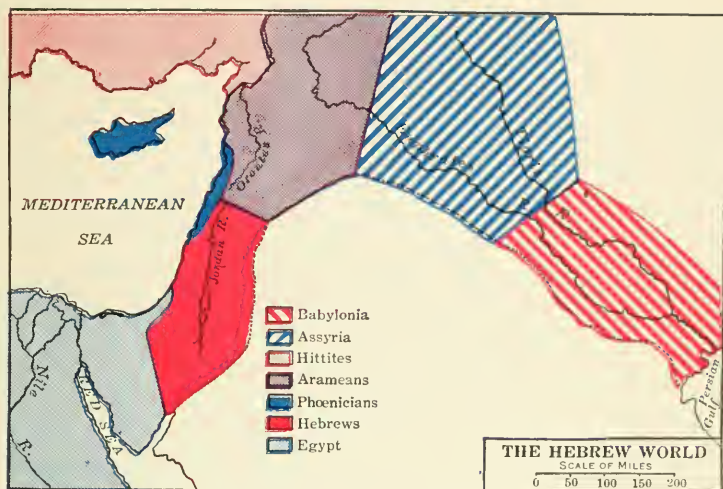 Orontes R.
Euphrates R.
Tigris R.
MEDITERRANEAN
SEA
Jordan R.
Nile R.
RED SEA
Persian
Gulf
Babylonia
Assyria
Hittites
Arameans
Phœnicians
Hebrews
Egypt
THE HEBREW WORLD
SCALE OF MILES
0 50 100 150 200